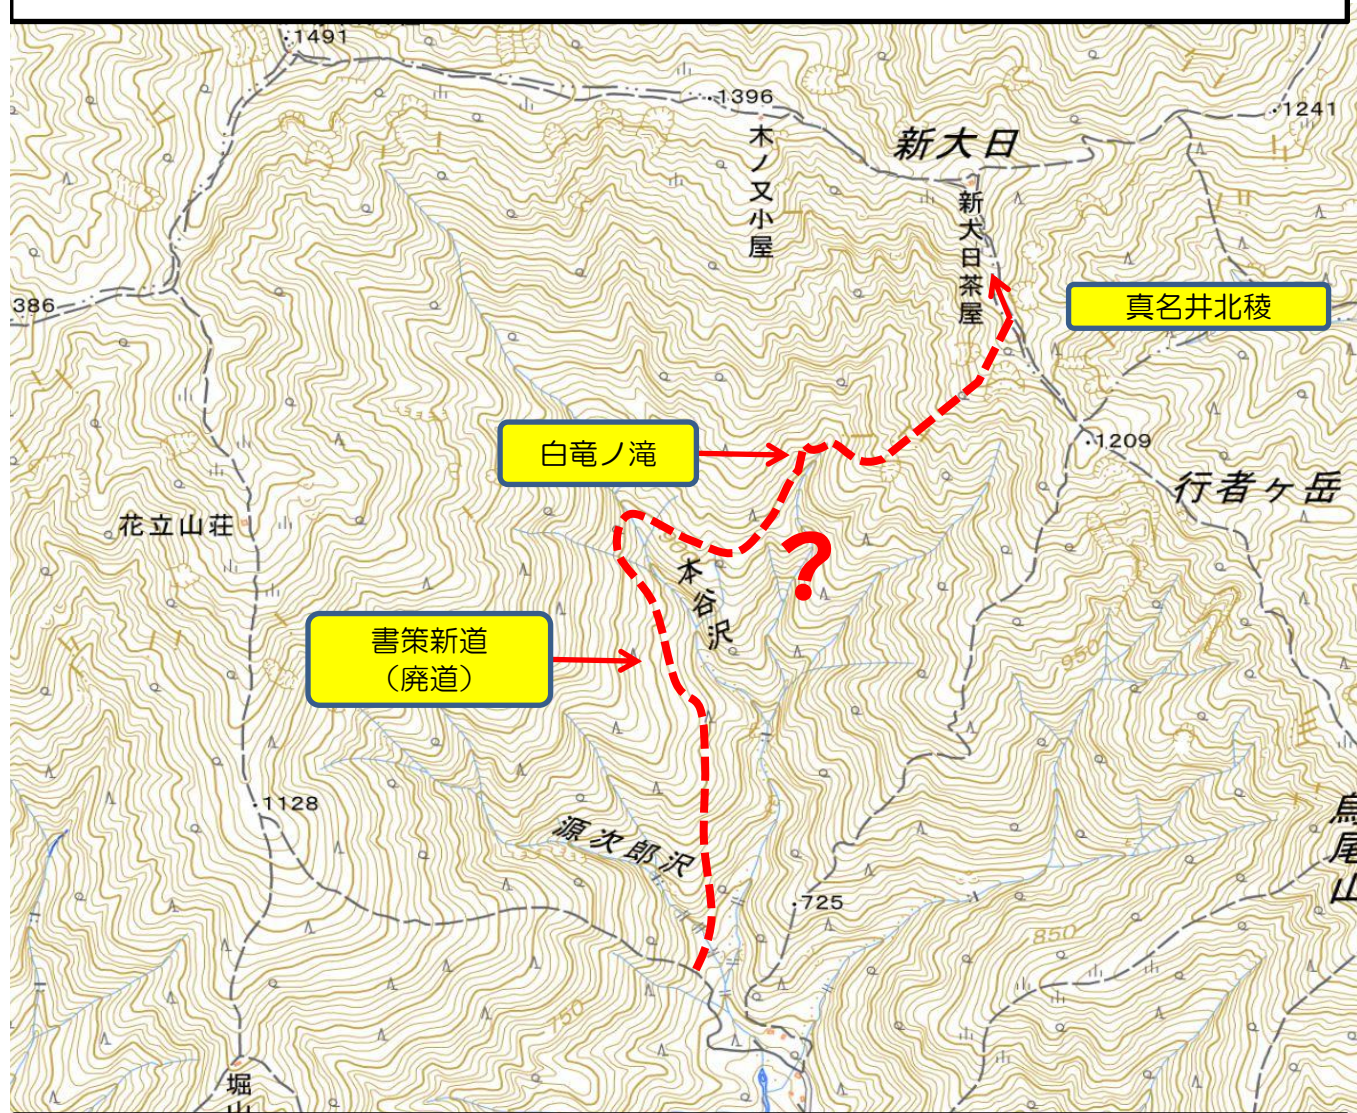 1491
1396
1241
新大日
木ノ又小屋
新大日茶屋
386
真名井北稜
白竜ノ滝
1209
行者ヶ岳
花立山荘
?
本谷沢
書策新道
（廃道）
950
1128
源次郎沢
725
烏尾山
850
750
堀山